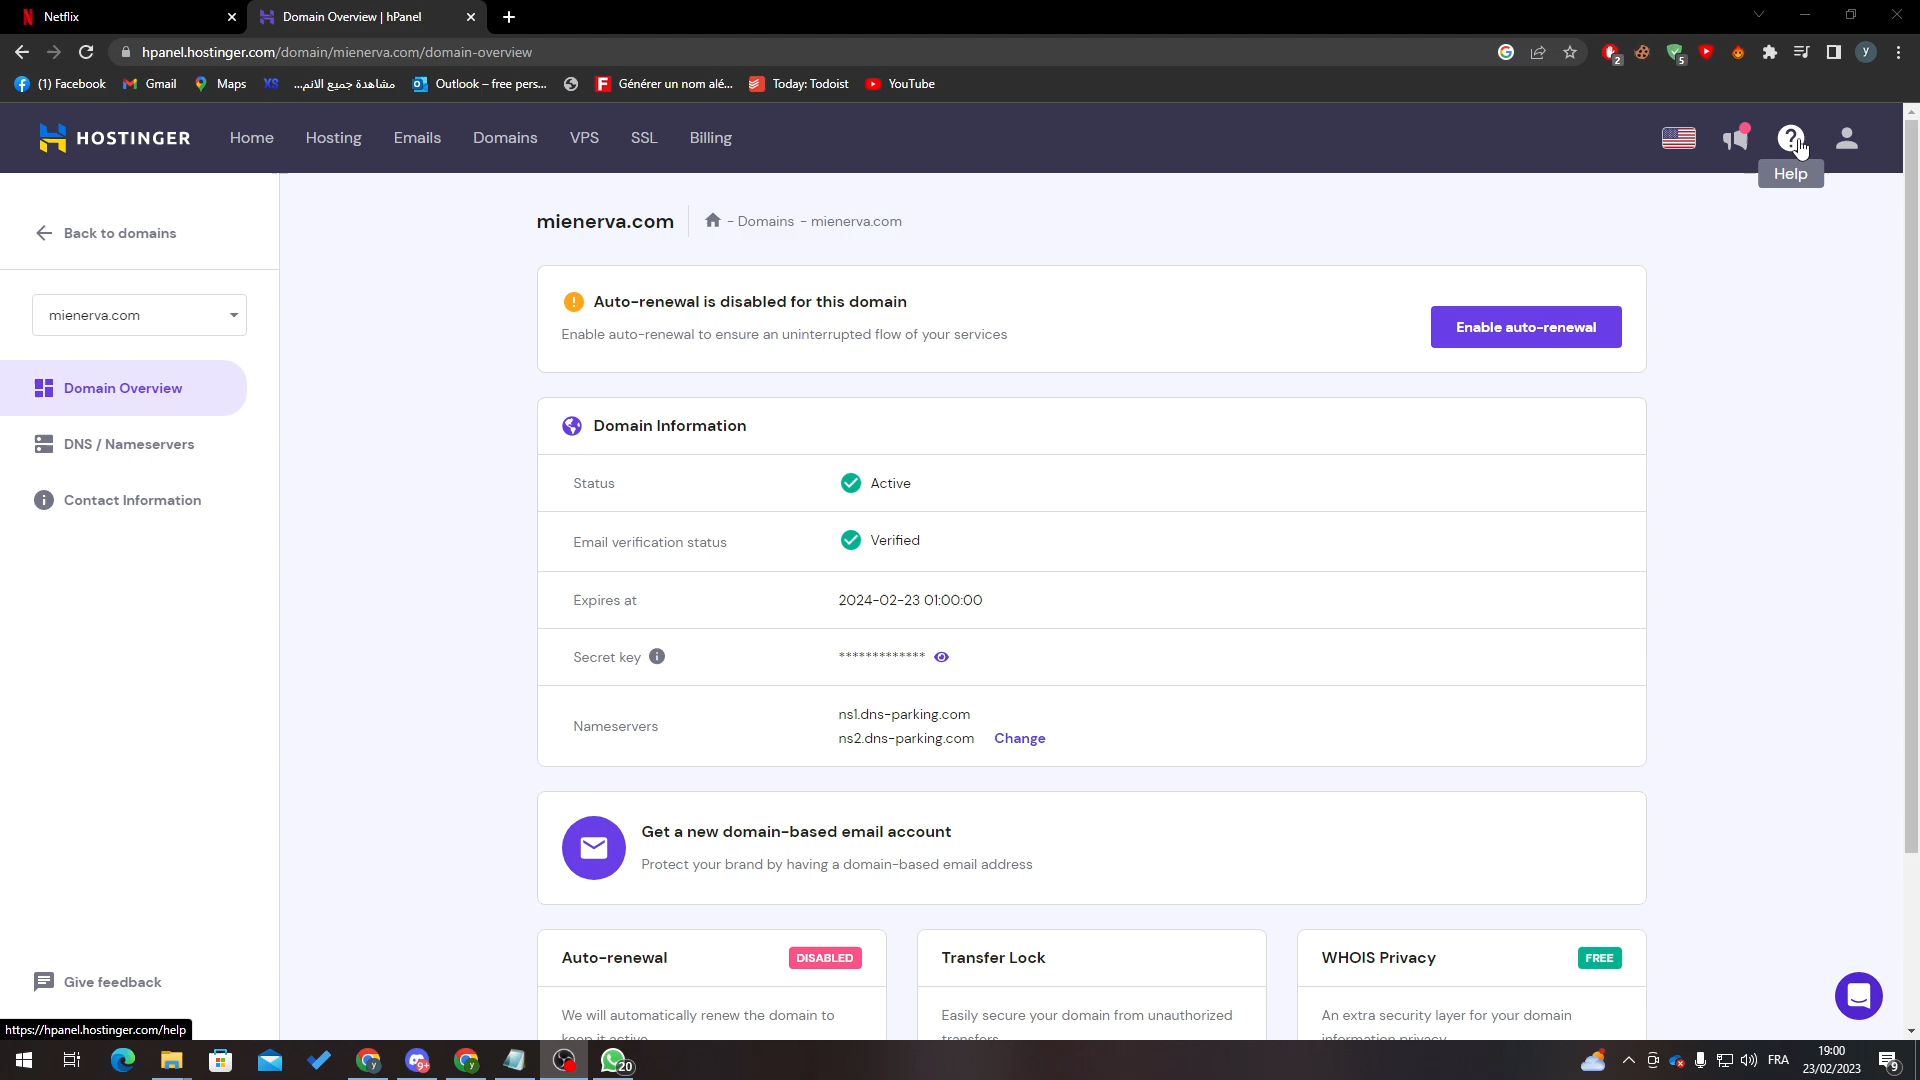 Netflix
Domain Overview | hPanel
hpanel.hostinger.com/domain/mienerva.com/domain-overview
2
5
y
(1) Facebook
Gmail
Maps
XS
مشاهدة جميع الانم...
Outlook – free pers...
Générer un nom alé...
Today: Todoist
YouTube
HOSTINGER
Home
Hosting
Emails
Domains
VPS
SSL
Billing
Help
Back to domains
mienerva.com
Domain Overview
DNS / Nameservers
Contact Information
Give feedback
https://hpanel.hostinger.com/help
mienerva.com
- Domains - mienerva.com
Auto-renewal is disabled for this domain
Enable auto-renewal to ensure an uninterrupted flow of your services
Enable auto-renewal
Domain Information
Status
Active
Email verification status
Verified
Expires at
2024-02-23 01:00:00
Secret key
*************
Nameservers
ns1.dns-parking.com
ns2.dns-parking.com
Change
Get a new domain-based email account
Protect your brand by having a domain-based email address
Auto-renewal
DISABLED
We will automatically renew the domain to
keep it active
Transfer Lock
Easily secure your domain from unauthorized
transfers
WHOIS Privacy
FREE
An extra security layer for your domain
information privacy
9+
20
FRA
19:00
23/02/2023
9